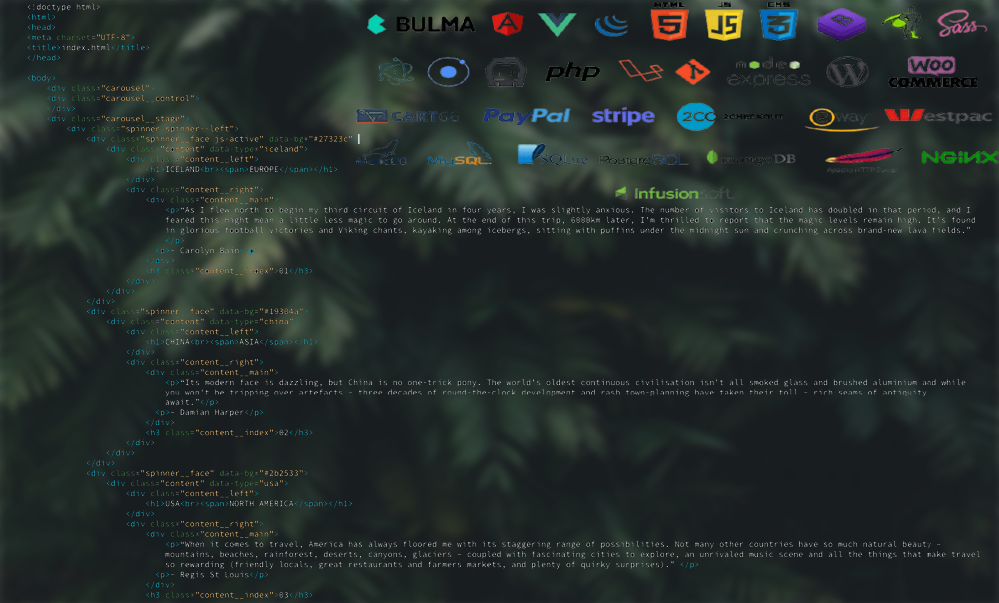 <!doctype html>
<html>
<head>
<meta charset="UTF-8">
<title>index.html</title>
</head>
<body>
<div class="carousel">
<div class="carousel__control">
</div>
<div class="carousel__stage">
<div class="spinner spinner--left">
<div class="spinner__face js-active" data-bg="#27323c">
<div class="content" data-type="iceland">
<div class="content__left">
<h1>ICELAND<br><span>EUROPE</span></h1>
</div>
<div class="content__right">
<div class="content__main">
<p>“As I flew north to begin my third circuit of Iceland in four years, I was slightly anxious. The number of visitors to Iceland has doubled in that period, and I
feared this might mean a little less magic to go around. At the end of this trip, 6000km later, I'm thrilled to report that the magic levels remain high. It's found
in glorious football victories and Viking chants, kayaking among icebergs, sitting with puffins under the midnight sun and crunching across brand-new lava fields.”
</p>
<p>– Carolyn Bain</p>
</div>
<h3 class="content__index">01</h3>
</div>
</div>
</div>
<div class="spinner__face" data-bg="#19304a">
<div class="content" data-type="china">
<div class="content__left">
<h1>CHINA<br><span>ASIA</span></h1>
</div>
<div class="content__right">
<div class="content__main">
<p>“Its modern face is dazzling, but China is no one-trick pony. The world's oldest continuous civilisation isn't all smoked glass and brushed aluminium and while
you won't be tripping over artefacts – three decades of round-the-clock development and rash town-planning have taken their toll – rich seams of antiquity
await.”</p>
<p>– Damian Harper</p>
</div>
<h3 class="content__index">02</h3>
</div>
</div>
</div>
<div class="spinner__face" data-bg="#2b2533">
<div class="content" data-type="usa">
<div class="content__left">
<h1>USA<br><span>NORTH AMERICA</span></h1>
</div>
<div class="content__right">
<div class="content__main">
<p>“When it comes to travel, America has always floored me with its staggering range of possibilities. Not many other countries have so much natural beauty –
mountains, beaches, rainforest, deserts, canyons, glaciers – coupled with fascinating cities to explore, an unrivaled music scene and all the things that make travel
so rewarding (friendly locals, great restaurants and farmers markets, and plenty of quirky surprises).” </p>
<p>– Regis St Louis</p>
</div>
<h3 class="content__index">03</h3>
BULMA HTML 5 JS JS CSS 3 Sass
php node express WOO COMMERCE
PayPal stripe 2CO eway Westpac
MySQL SQLite PostgreSQL mongoDB NGINX
Infusionsoft